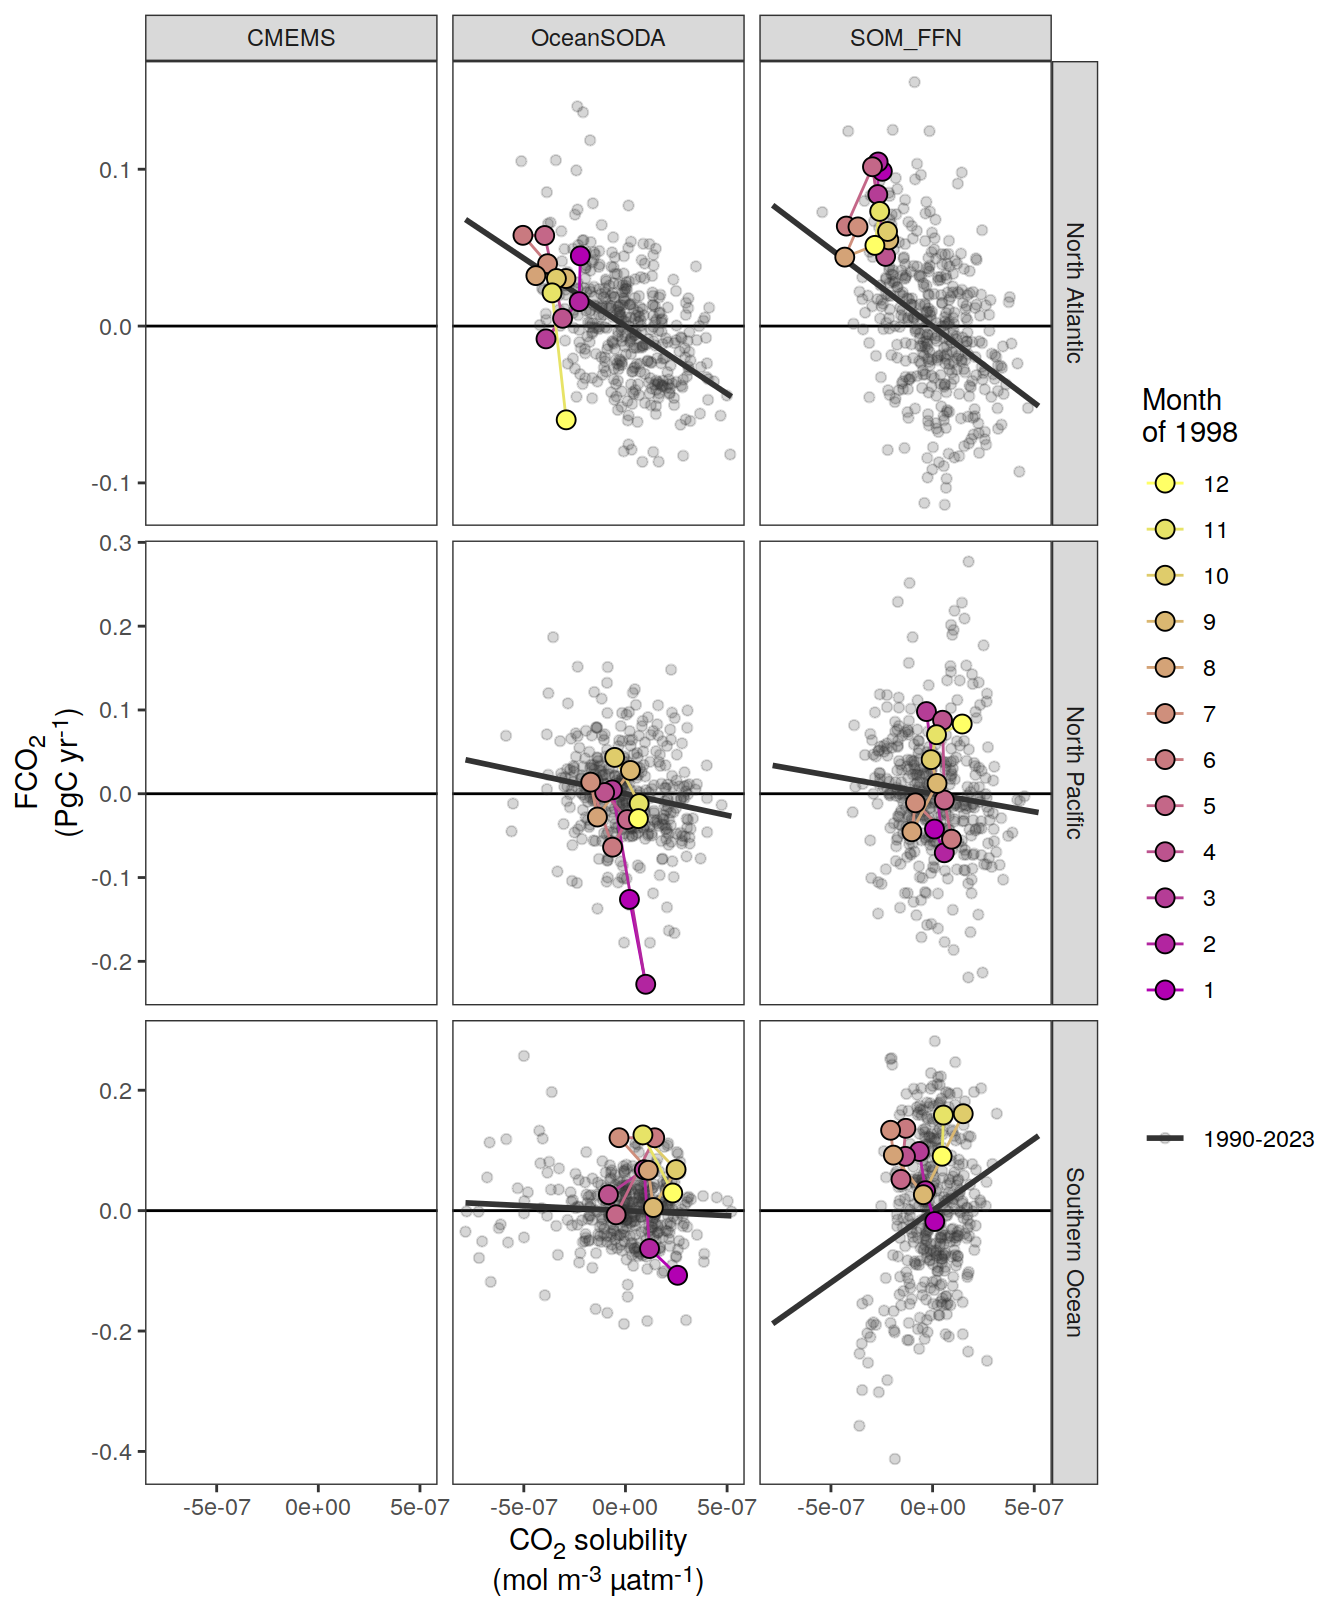 CMEMS OceanSODA SOM_FFN
0.1
0.0
-0.1
North Atlantic
0.3
0.2
0.1
0.0
-0.1
-0.2
North Pacific
0.2
0.0
-0.2
-0.4
Southern Ocean
-5e-07 0e+00 5e-07 -5e-07 0e+00 5e-07 -5e-07 0e+00 5e-07
CO₂ solubility
(mol m⁻³ µatm⁻¹)
FCO₂
(PgC yr⁻¹)
Month
of 1998
12
11
10
9
8
7
6
5
4
3
2
1
1990-2023